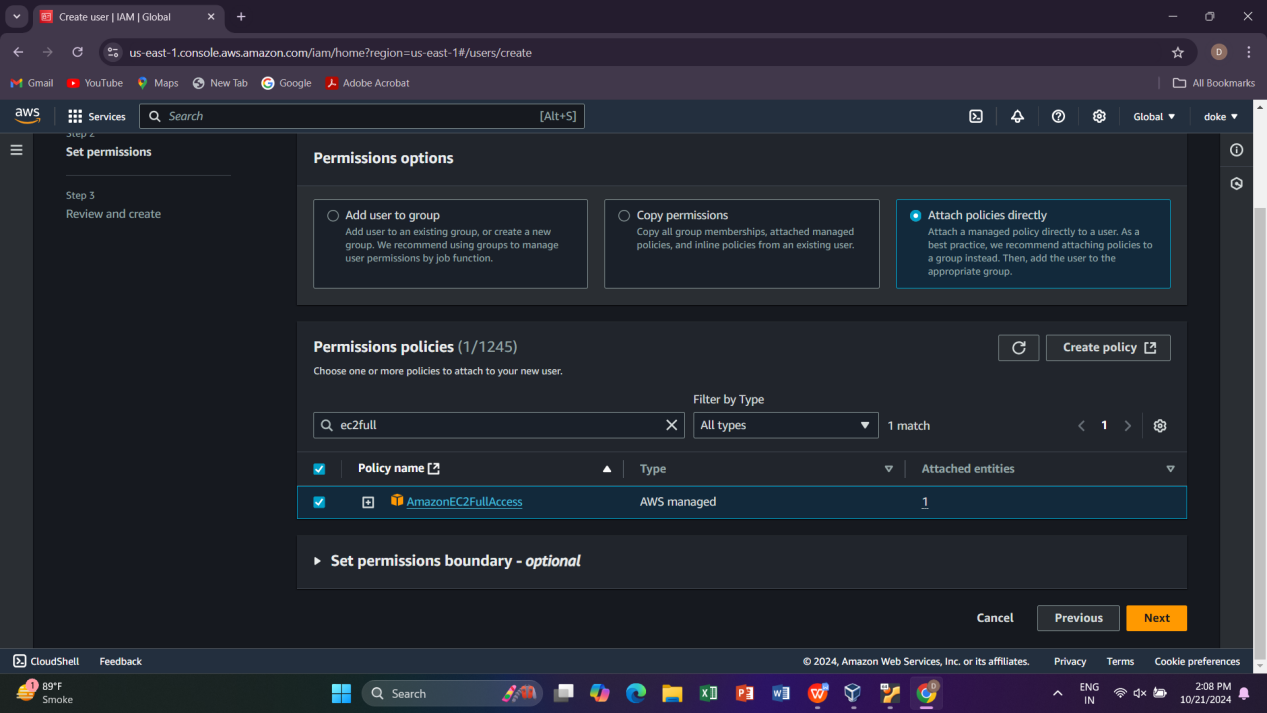 Create user | IAM | Global
us-east-1.console.aws.amazon.com/iam/home?region=us-east-1#/users/create
D
Gmail
YouTube
Maps
New Tab
Google
Adobe Acrobat
All Bookmarks
aws
Services
Search
[Alt+S]
Global
doke
Step 2
Set permissions
Step 3
Review and create
Permissions options
Add user to group
Add user to an existing group, or create a new
group. We recommend using groups to manage
user permissions by job function.
Copy permissions
Copy all group memberships, attached managed
policies, and inline policies from an existing user.
Attach policies directly
Attach a managed policy directly to a user. As a
best practice, we recommend attaching policies to
a group instead. Then, add the user to the
appropriate group.
Permissions policies (1/1245)
Choose one or more policies to attach to your new user.
Create policy
Filter by Type
ec2full
All types
1 match
1
Policy name
Type
Attached entities
AmazonEC2FullAccess
AWS managed
1
Set permissions boundary - optional
Cancel
Previous
Next
CloudShell
Feedback
© 2024, Amazon Web Services, Inc. or its affiliates.
Privacy
Terms
Cookie preferences
1
89°F
Smoke
Search
D
ENG
IN
2:08 PM
10/21/2024